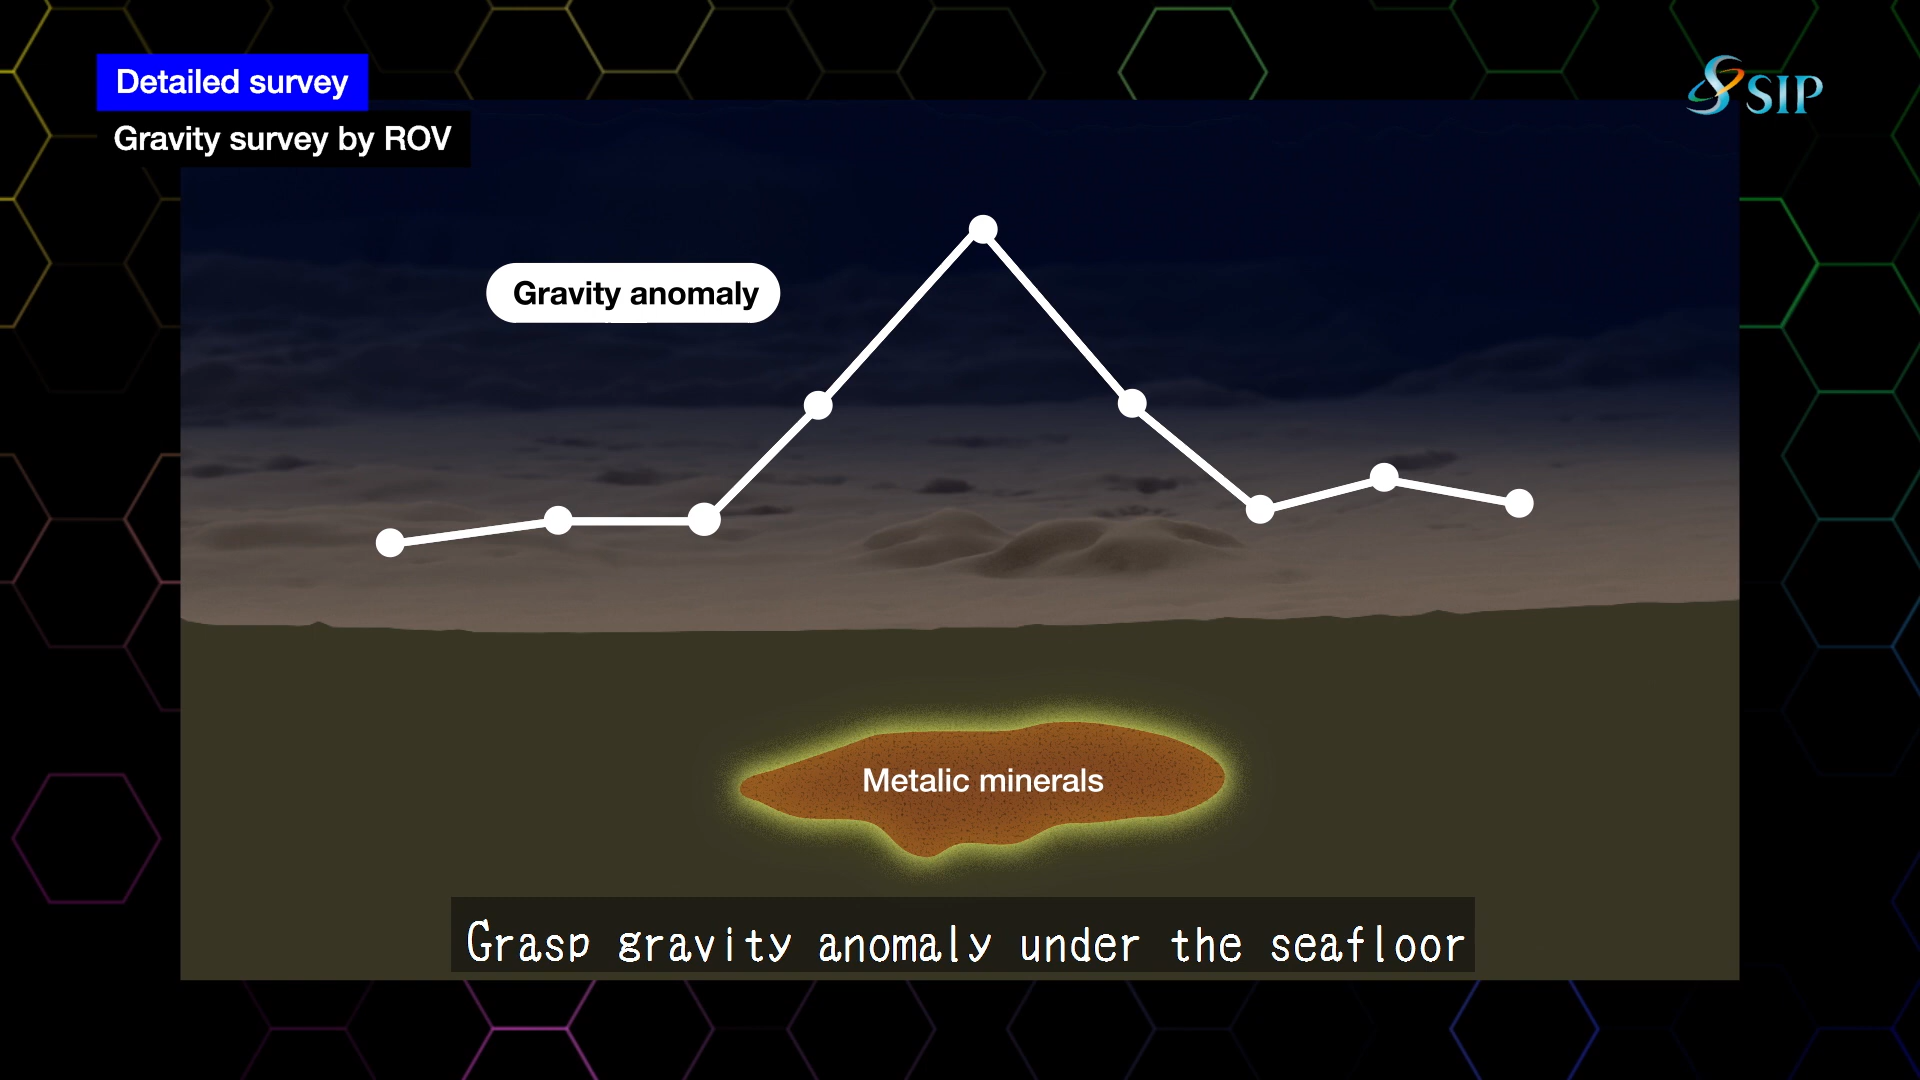 Detailed survey
SIP
Gravity survey by ROV
Gravity anomaly
Metalic minerals
Grasp gravity anomaly under the seafloor